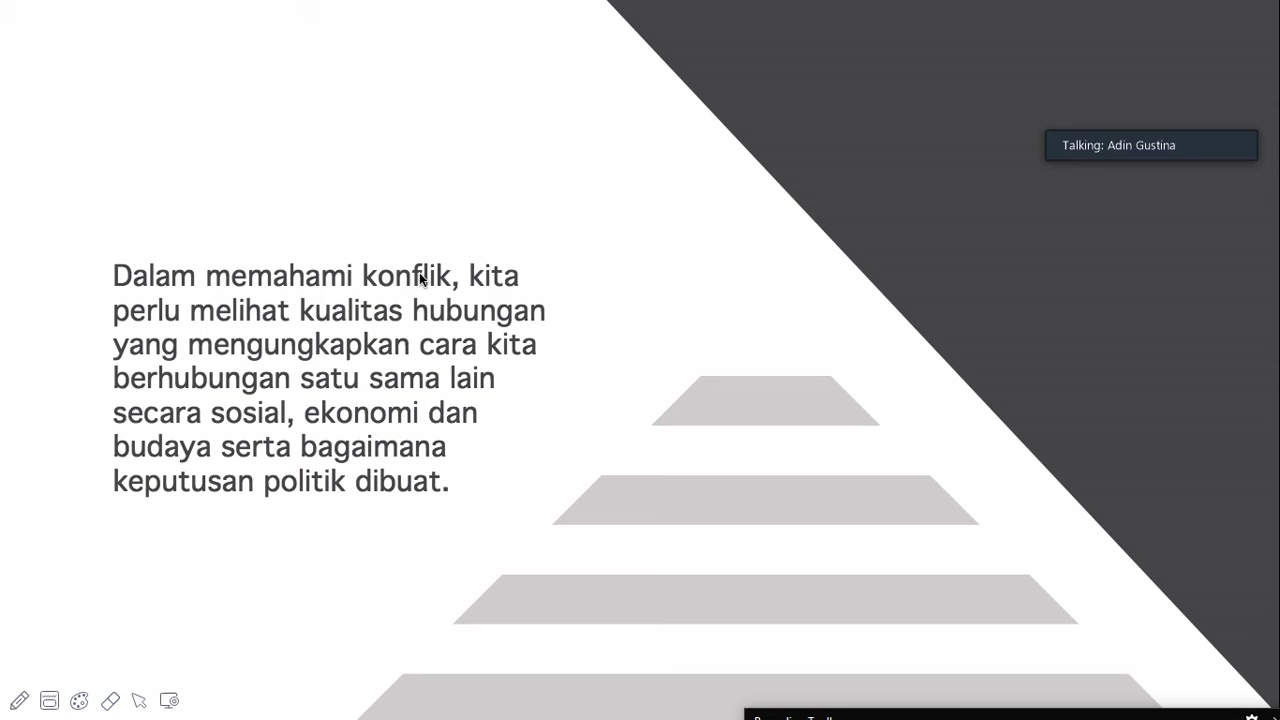 Talking: Adin Gustina
Dalam memahami konflik, kita
perlu melihat kualitas hubungan
yang mengungkapkan cara kita
berhubungan satu sama lain
secara sosial, ekonomi dan
budaya serta bagaimana
keputusan politik dibuat.